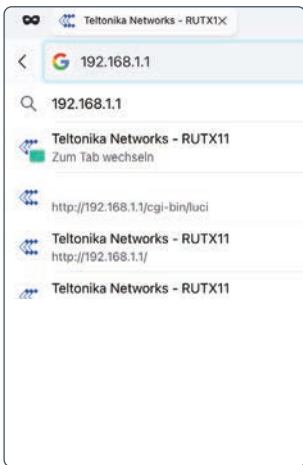 Teltonika Networks - RUTX1
192.168.1.1
192.168.1.1
Teltonika Networks - RUTX11
Zum Tab wechseln
http://192.168.1.1/cgi-bin/luci
Teltonika Networks - RUTX11
http://192.168.1.1/
Teltonika Networks - RUTX11